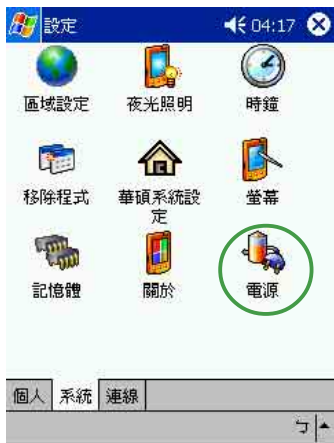 設定 04:17
區域設定 夜光照明 時鐘
移除程式 華碩系統設定 螢幕
記憶體 關於 電源
個人 系統 連線
ㄅ